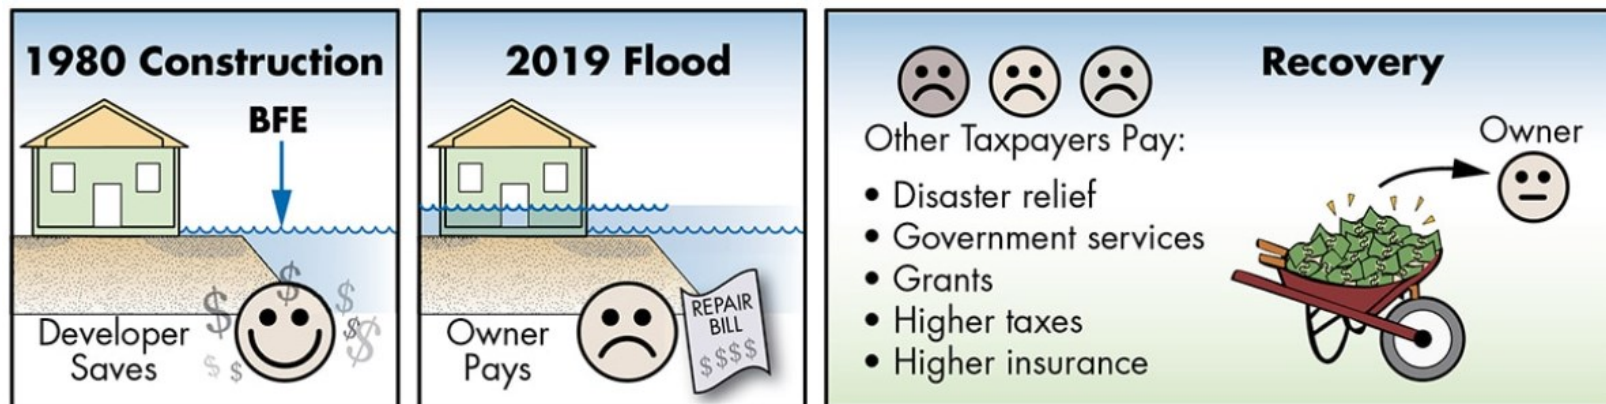 1980 Construction
BFE
Developer
Saves
$ $ $ $ $ $ $
2019 Flood
Owner
Pays
REPAIR
BILL
$$$$
Recovery
Other Taxpayers Pay:
• Disaster relief
• Government services
• Grants
• Higher taxes
• Higher insurance
Owner